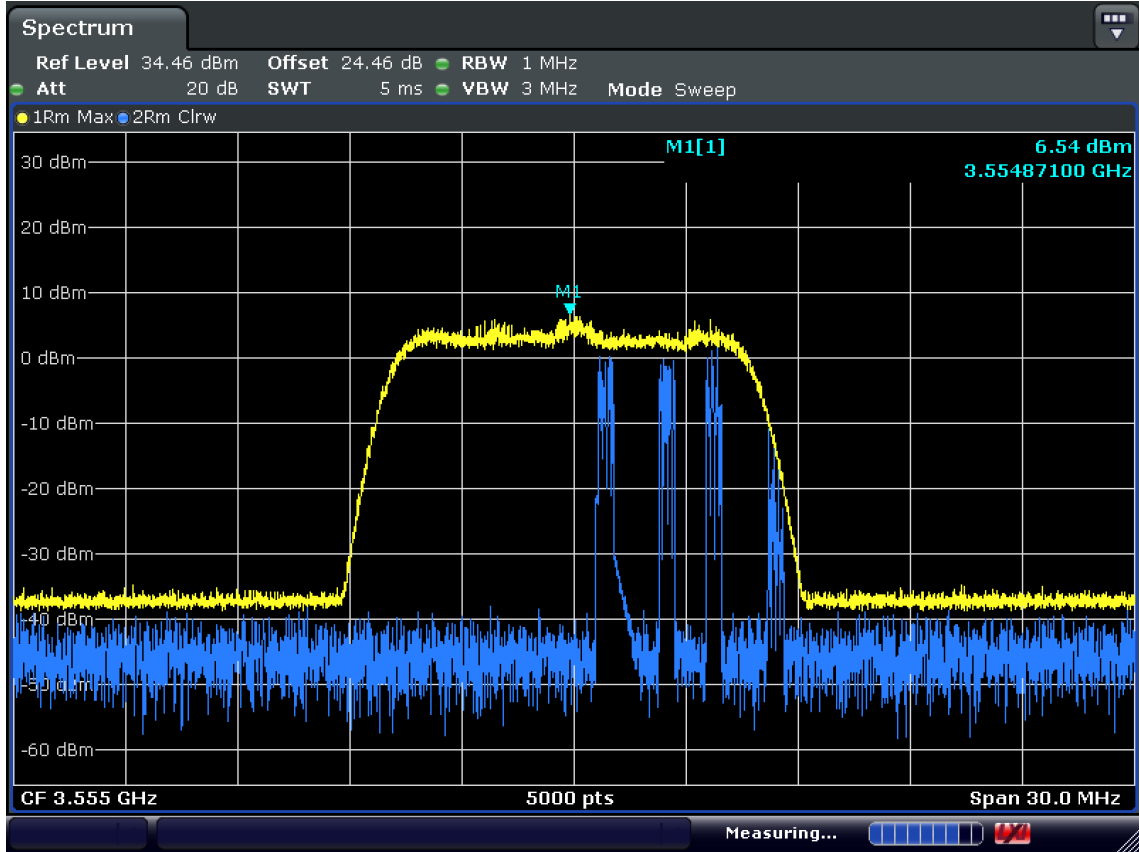 Spectrum
Ref Level 34.46 dBm Offset 24.46 dB RBW 1 MHz
Att 20 dB SWT 5 ms VBW 3 MHz Mode Sweep
1Rm Max 2Rm Clrw
M1[1] 6.54 dBm
3.55487100 GHz
30 dBm
20 dBm
10 dBm
M1
0 dBm
-10 dBm
-20 dBm
-30 dBm
-40 dBm
-50 dBm
-60 dBm
CF 3.555 GHz 5000 pts Span 30.0 MHz
Measuring...